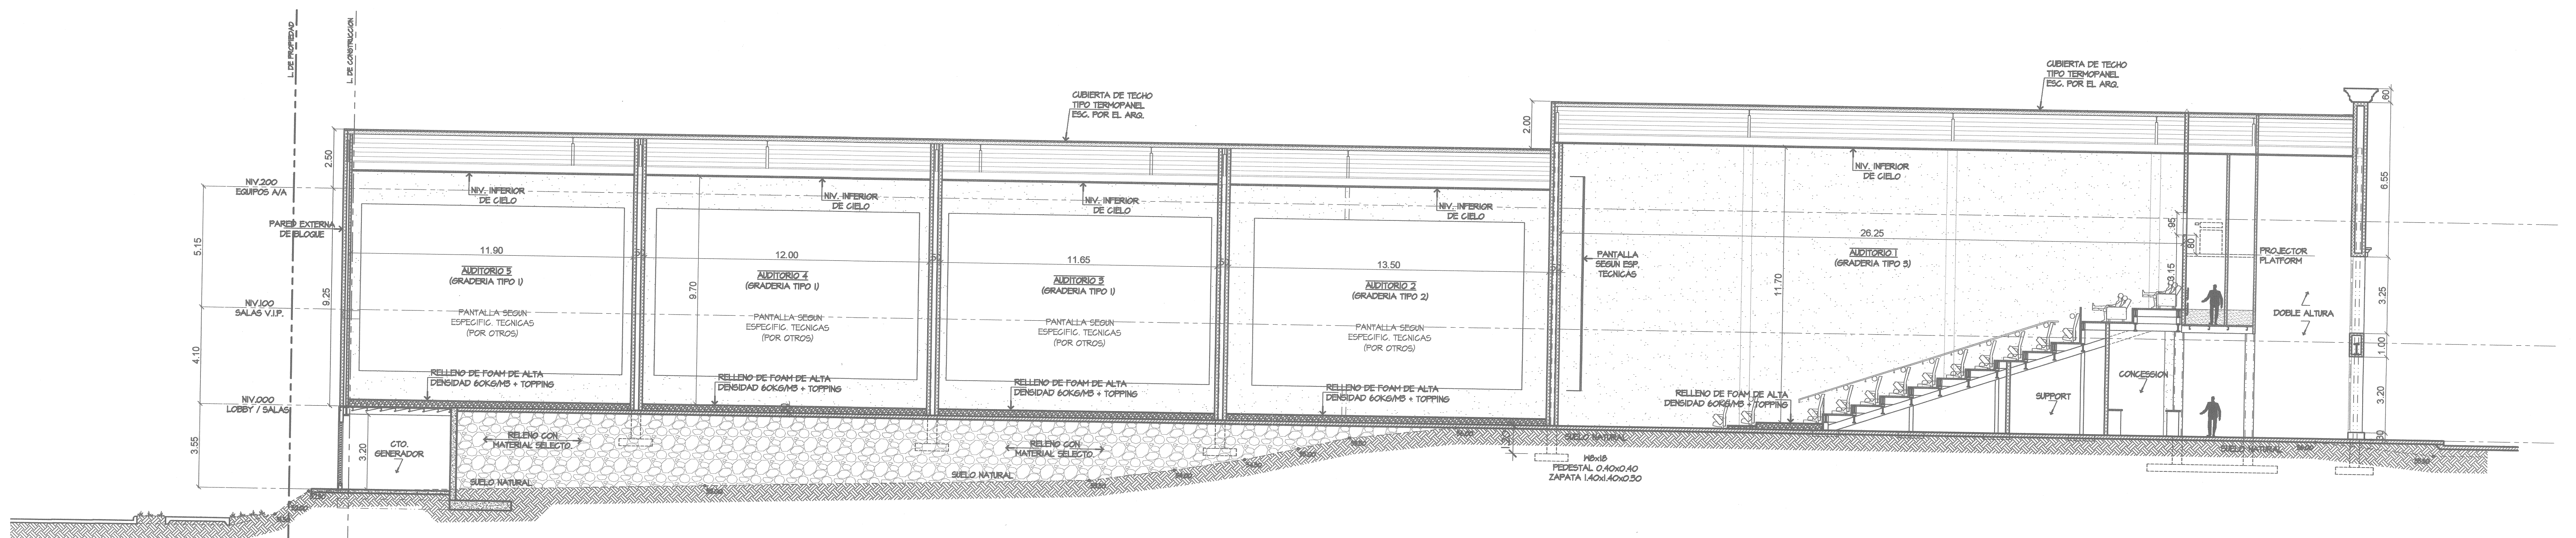 L. DE PROPIEDAD
L. DE CONSTRUCCION
CUBIERTA DE TECHO
TIPO TERMOPANEL
ESC. POR EL ARQ.
CUBIERTA DE TECHO
TIPO TERMOPANEL
ESC. POR EL ARQ.
.60
2.00
2.50
6.55
NIV.200
EQUIPOS A/A
NIV. INFERIOR
DE CIELO
NIV. INFERIOR
DE CIELO
NIV. INFERIOR
DE CIELO
NIV. INFERIOR
DE CIELO
NIV. INFERIOR
DE CIELO
PARED EXTERNA
DE BLOQUE
5.15
9.25
11.90
AUDITORIO 5
(GRADERIA TIPO 1)
12.00
AUDITORIO 4
(GRADERIA TIPO 1)
11.65
AUDITORIO 3
(GRADERIA TIPO 1)
13.50
AUDITORIO 2
(GRADERIA TIPO 2)
PANTALLA
SEGUN ESP.
TECNICAS
26.25
AUDITORIO 1
(GRADERIA TIPO 3)
.95
.80
3.15
PROJECTOR
PLATFORM
9.70
11.70
3.25
DOBLE ALTURA
NIV.100
SALAS V.I.P.
PANTALLA SEGUN
ESPECIFIC. TECNICAS
(POR OTROS)
PANTALLA SEGUN
ESPECIFIC. TECNICAS
(POR OTROS)
PANTALLA SEGUN
ESPECIFIC. TECNICAS
(POR OTROS)
PANTALLA SEGUN
ESPECIFIC. TECNICAS
(POR OTROS)
4.10
1.00
RELLENO DE FOAM DE ALTA
DENSIDAD 60KG/M3 + TOPPING
RELLENO DE FOAM DE ALTA
DENSIDAD 60KG/M3 + TOPPING
RELLENO DE FOAM DE ALTA
DENSIDAD 60KG/M3 + TOPPING
RELLENO DE FOAM DE ALTA
DENSIDAD 60KG/M3 + TOPPING
RELLENO DE FOAM DE ALTA
DENSIDAD 60KG/M3 + TOPPING
SUPPORT
CONCESSION
3.20
NIV.000
LOBBY / SALAS
3.55
3.20
CTO.
GENERADOR
RELENO CON
MATERIAL SELECTO.
RELENO CON
MATERIAL SELECTO.
SUELO NATURAL
SUELO NATURAL
SUELO NATURAL
SUELO NATURAL
W8x18
PEDESTAL 0.40x0.40
ZAPATA 1.40x1.40x0.50